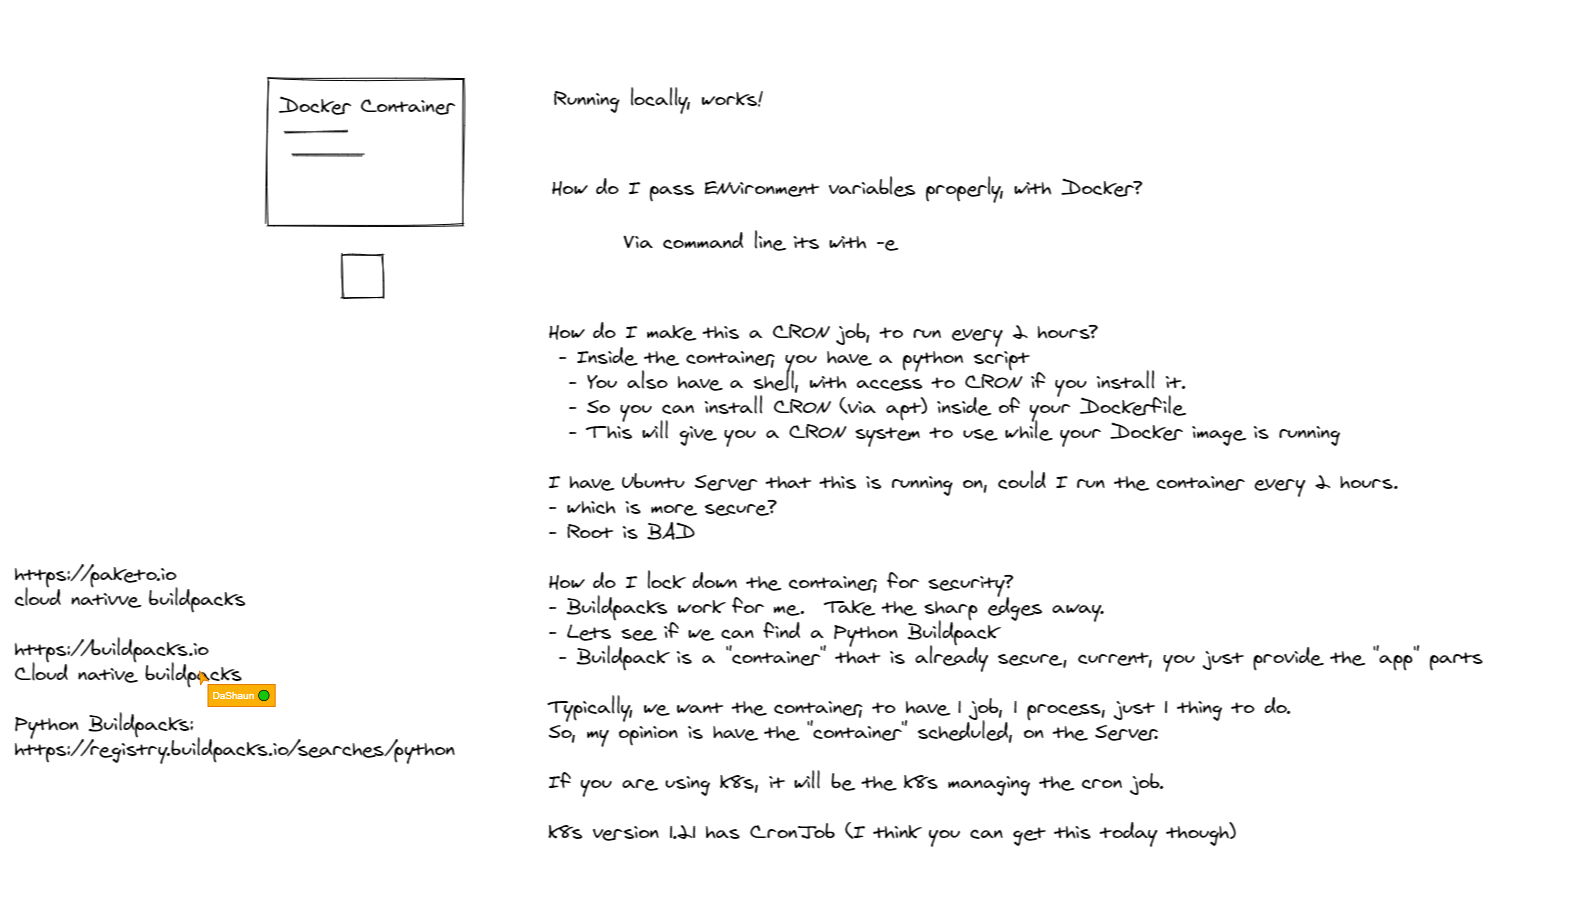 Docker Container
Running locally, works!
How do I pass ENVironment variables properly, with Docker?
Via command line its with -e
How do I make this a CRON job, to run every 2 hours?
- Inside the container, you have a python script
- You also have a shell, with access to CRON if you install it.
- So you can install CRON (via apt) inside of your Dockerfile
- This will give you a CRON system to use while your Docker image is running
I have Ubuntu Server that this is running on, could I run the container every 2 hours.
- which is more secure?
- Root is BAD
How do I lock down the container, for security?
- Buildpacks work for me. Take the sharp edges away.
- Lets see if we can find a Python Buildpack
- Buildpack is a "container" that is already secure, current, you just provide the "app" parts
Typically, we want the container, to have 1 job, 1 process, just 1 thing to do.
So, my opinion is have the "container" scheduled, on the Server.
If you are using K8s, it will be the K8s managing the cron job.
K8s version 1.21 has CronJob (I think you can get this today though)
https://paketo.io
cloud nativve buildpacks
https://buildpacks.io
Cloud native buildpacks
DaShaun
Python Buildpacks:
https://registry.buildpacks.io/searches/python